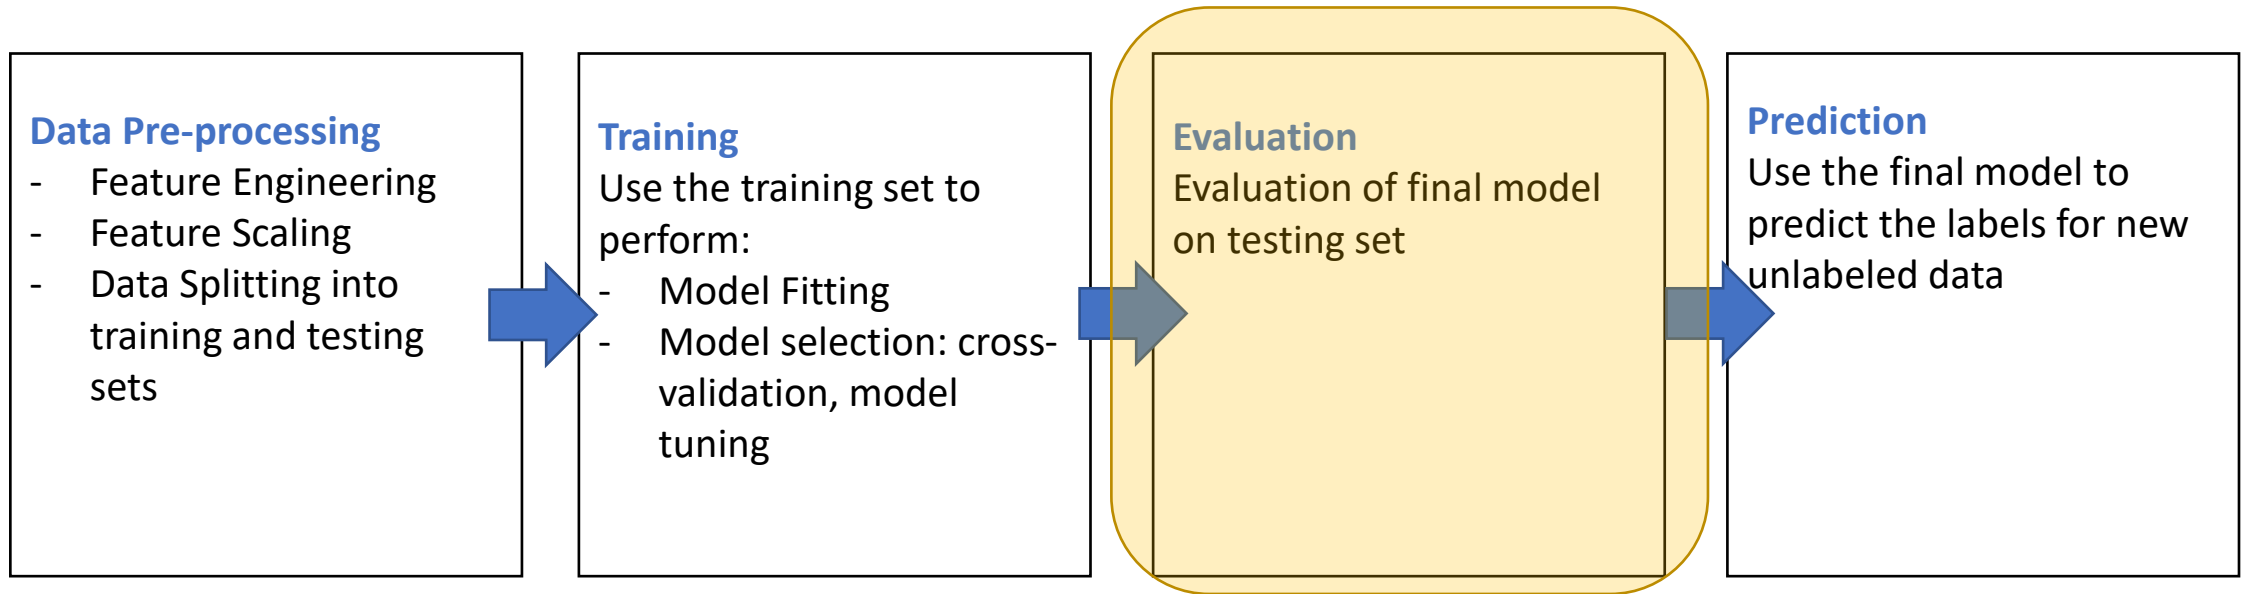 Data Pre-processing
- Feature Engineering
- Feature Scaling
- Data Splitting into
training and testing
sets
Training
Use the training set to
perform:
- Model Fitting
- Model selection: cross-
validation, model
tuning
Evaluation
Evaluation of final model
on testing set
Prediction
Use the final model to
predict the labels for new
unlabeled data